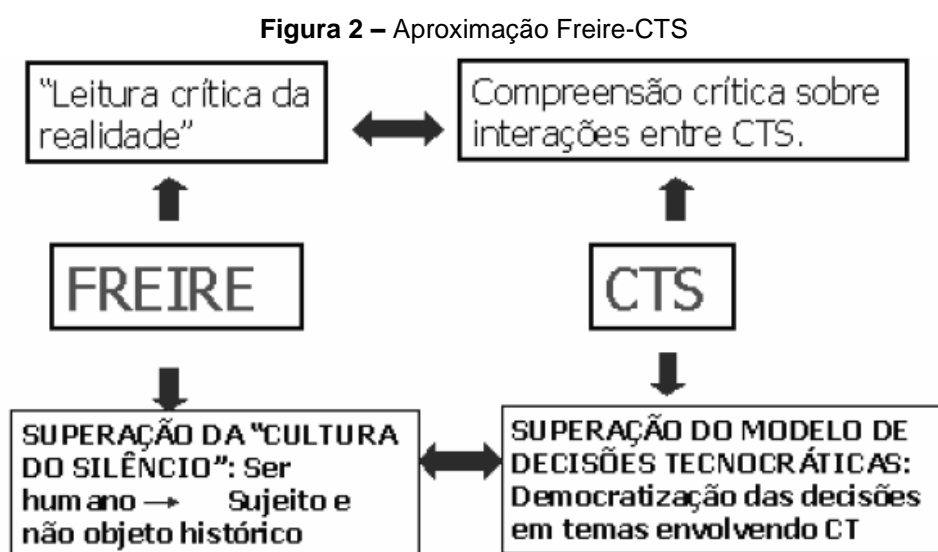 Figura 2 – Aproximação Freire-CTS
"Leitura crítica da
realidade"
Compreensão crítica sobre
interações entre CTS.
FREIRE
CTS
SUPERAÇÃO DA "CULTURA
DO SILÊNCIO": Ser
humano → Sujeito e
não objeto histórico
SUPERAÇÃO DO MODELO DE
DECISÕES TECNOCRÁTICAS:
Democratização das decisões
em temas envolvendo CT